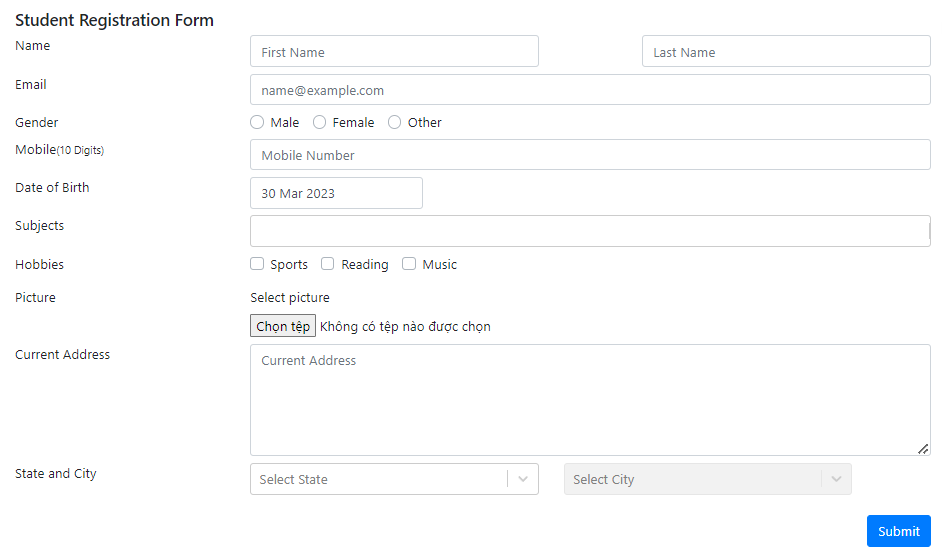 Student Registration Form
Name First Name Last Name
Email name@example.com
Gender Male Female Other
Mobile(10 Digits) Mobile Number
Date of Birth 30 Mar 2023
Subjects
Hobbies Sports Reading Music
Picture Select picture
Chọn tệp Không có tệp nào được chọn
Current Address Current Address
State and City Select State Select City
Submit